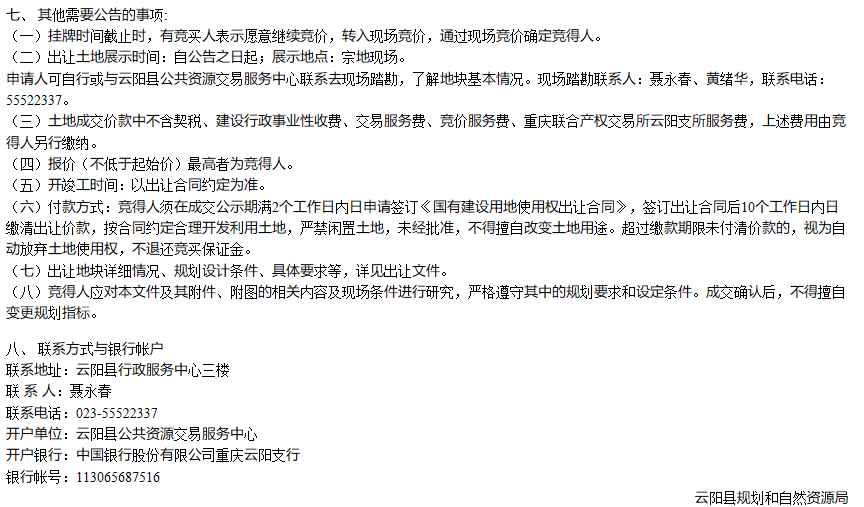 七、 其他需要公告的事项:
（一）挂牌时间截止时，有竞买人表示愿意继续竞价，转入现场竞价，通过现场竞价确定竞得人。
（二）出让土地展示时间：自公告之日起；展示地点：宗地现场。
申请人可自行或与云阳县公共资源交易服务中心联系去现场踏勘，了解地块基本情况。现场踏勘联系人：聂永春、黄绪华，联系电话：
55522337。
（三）土地成交价款中不含契税、建设行政事业性收费、交易服务费、竞价服务费、重庆联合产权交易所云阳支所服务费，上述费用由竞
得人另行缴纳。
（四）报价（不低于起始价）最高者为竞得人。
（五）开竣工时间：以出让合同约定为准。
（六）付款方式：竞得人须在成交公示期满2个工作日内日申请签订《国有建设用地使用权出让合同》，签订出让合同后10个工作日内日
缴清出让价款，按合同约定合理开发利用土地，严禁闲置土地，未经批准，不得擅自改变土地用途。超过缴款期限未付清价款的，视为自
动放弃土地使用权，不退还竞买保证金。
（七）出让地块详细情况、规划设计条件、具体要求等，详见出让文件。
（八）竞得人应对本文件及其附件、附图的相关内容及现场条件进行研究，严格遵守其中的规划要求和设定条件。成交确认后，不得擅自
变更规划指标。
八、 联系方式与银行帐户
联系地址：云阳县行政服务中心三楼
联 系 人：聂永春
联系电话：023-55522337
开户单位：云阳县公共资源交易服务中心
开户银行：中国银行股份有限公司重庆云阳支行
银行帐号：113065687516
云阳县规划和自然资源局